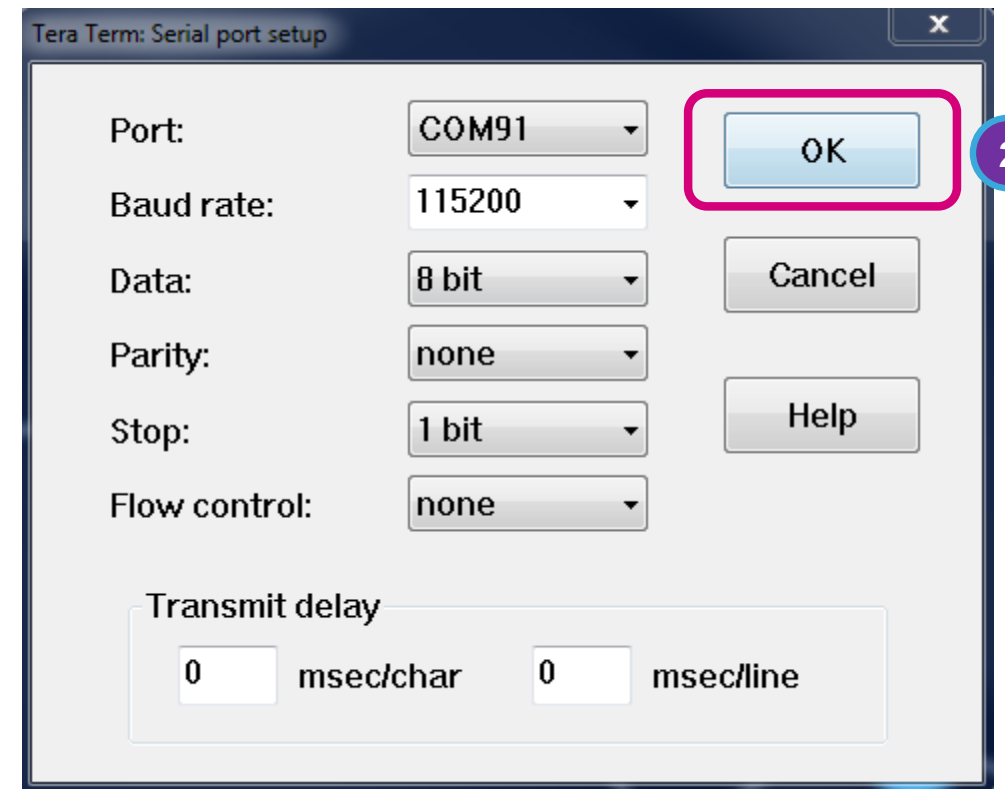 Tera Term: Serial port setup
x
Port: COM91
OK
2
Baud rate: 115200
Data: 8 bit
Cancel
Parity: none
Stop: 1 bit
Help
Flow control: none
Transmit delay
0 msec/char 0 msec/line